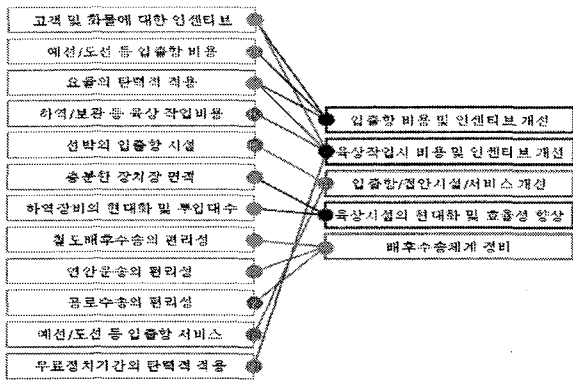 고객 및 화물에 대한 인센티브
예선/도선 등 입출항 비용
요율의 탄력적 적용
하역/보관 등 육상 작업비용
선박의 입출항 시설
충분한 장치장 면적
하역장비의 현대화 및 투입대수
철도배후수송의 편리성
연안운송의 편리성
공로수송의 편리성
예선/도선 등 입출항 서비스
무료장치기간의 탄력적 적용
입출항 비용 및 인센티브 개선
육상작업시 비용 및 인센티브 개선
입출항/접안시설/서비스 개선
육상시설의 현대화 및 효율성 향상
배후수송체계 정비